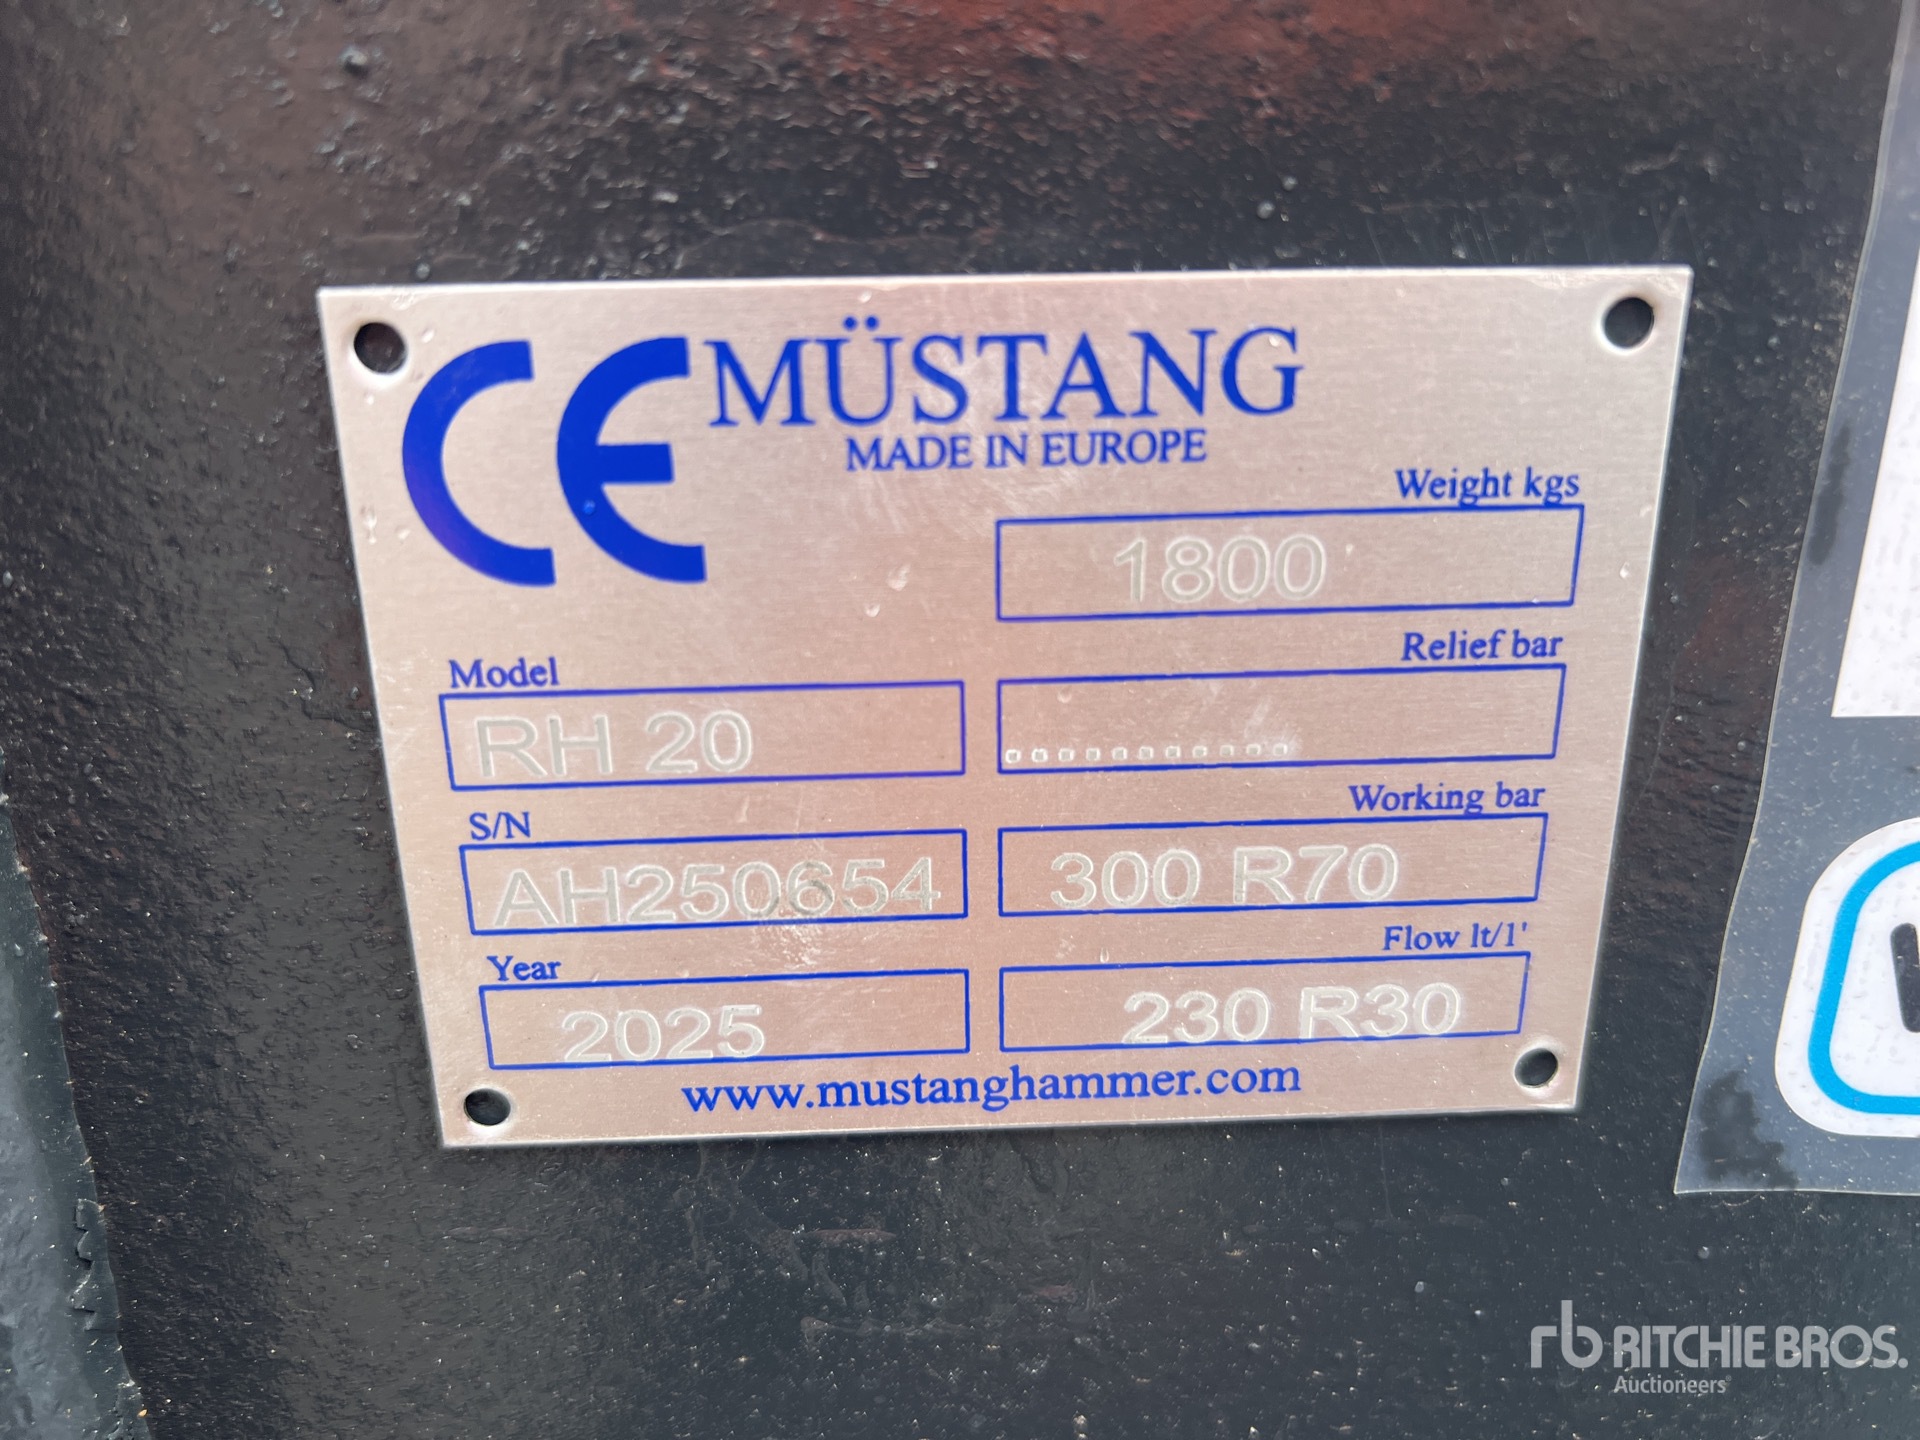 CE MÜSTANG
MADE IN EUROPE
Weight kgs
1800
Model
RH 20
Relief bar
...........
S/N
AH250654
Working bar
300 R70
Year
2025
Flow lt/1'
230 R30
www.mustanghammer.com
rb RITCHIE BROS.
Auctioneers